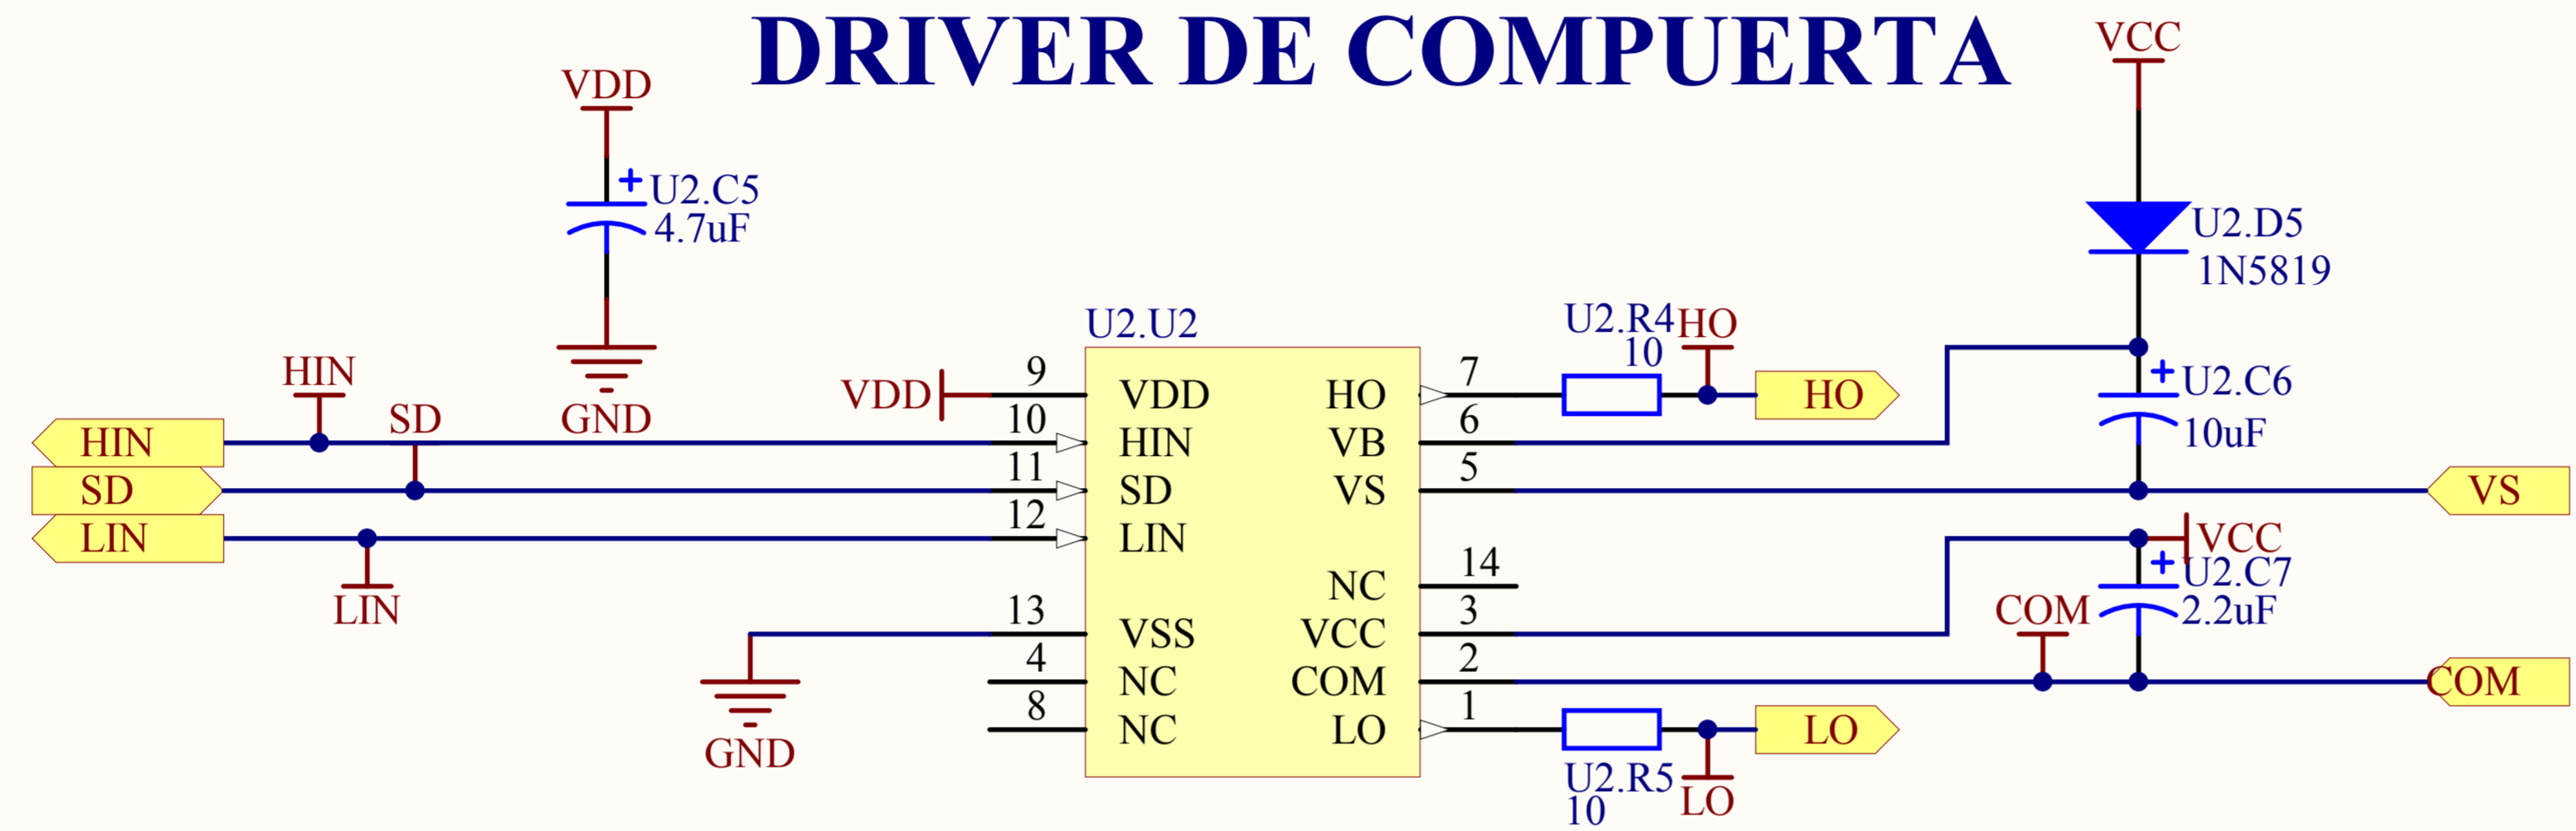 DRIVER DE COMPUERTA
VCC
VDD
U2.C5
4.7uF
GND
U2.D5
1N5819
HIN
SD
HIN
SD
LIN
LIN
VDD
GND
U2.U2
9 VDD
10 HIN
11 SD
12 LIN
13 VSS
4 NC
8 NC
HO 7
VB 6
VS 5
NC 14
VCC 3
COM 2
LO 1
U2.R4
10
HO
HO
U2.C6
10uF
VS
VCC
U2.C7
2.2uF
COM
COM
LO
U2.R5
10
LO